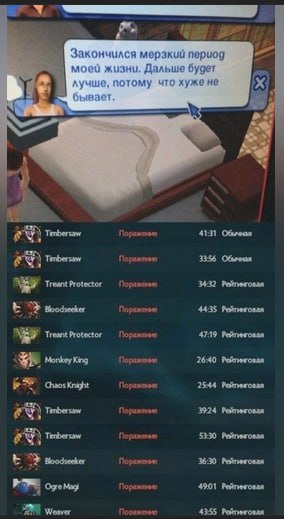 Закончился мерзкий период
моей жизни. Дальше будет
лучше, потому что хуже не
бывает.
Timbersaw Поражение 41:31 Обычная
Timbersaw Поражение 33:56 Обычная
Treant Protector Поражение 34:32 Рейтинговая
Bloodseeker Поражение 44:35 Рейтинговая
Treant Protector Поражение 47:19 Рейтинговая
Monkey King Поражение 26:40 Рейтинговая
Chaos Knight Поражение 25:44 Рейтинговая
Timbersaw Поражение 39:24 Рейтинговая
Timbersaw Поражение 53:30 Рейтинговая
Bloodseeker Поражение 36:30 Рейтинговая
Ogre Magi Поражение 49:01 Рейтинговая
Weaver Поражение 43:55 Рейтинговая